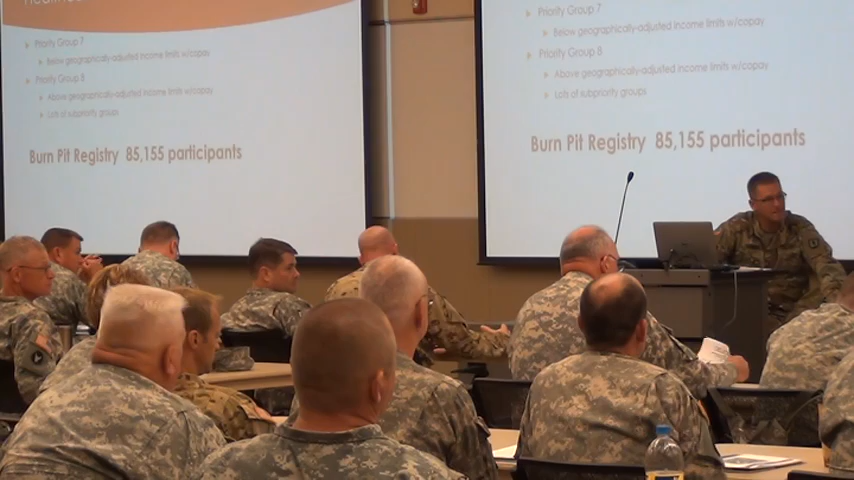 Priority Group 7
Below geographically-adjusted income limits w/copay
Priority Group 8
Above geographically-adjusted income limits w/copay
Lots of subpriority groups
Burn Pit Registry 85,155 participants
Priority Group 7
Below geographically-adjusted income limits w/copay
Priority Group 8
Above geographically-adjusted income limits w/copay
Lots of subpriority groups
Burn Pit Registry 85,155 participants